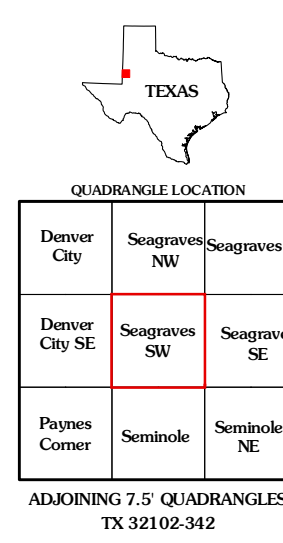 TEXAS
QUADRANGLE LOCATION
Denver City
Seagraves NW
Seagraves
Denver City SE
Seagraves SW
Seagrave SE
Paynes Corner
Seminole
Seminole NE
ADJOINING 7.5' QUADRANGLES
TX 32102-342